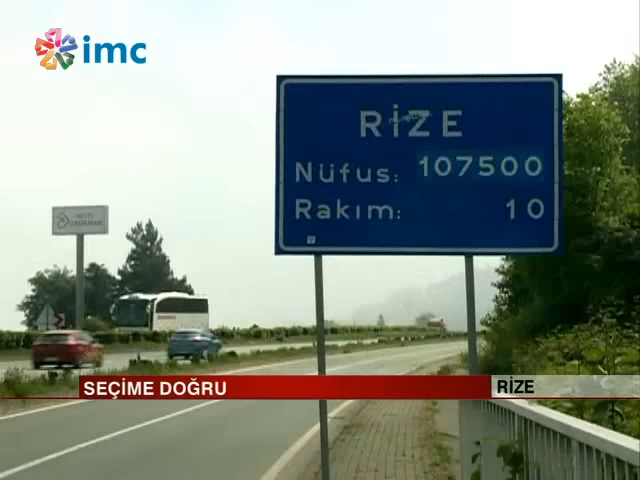 imc
RİZE
Nüfus: 107500
Rakım: 10
SEÇİME DOĞRU
RİZE